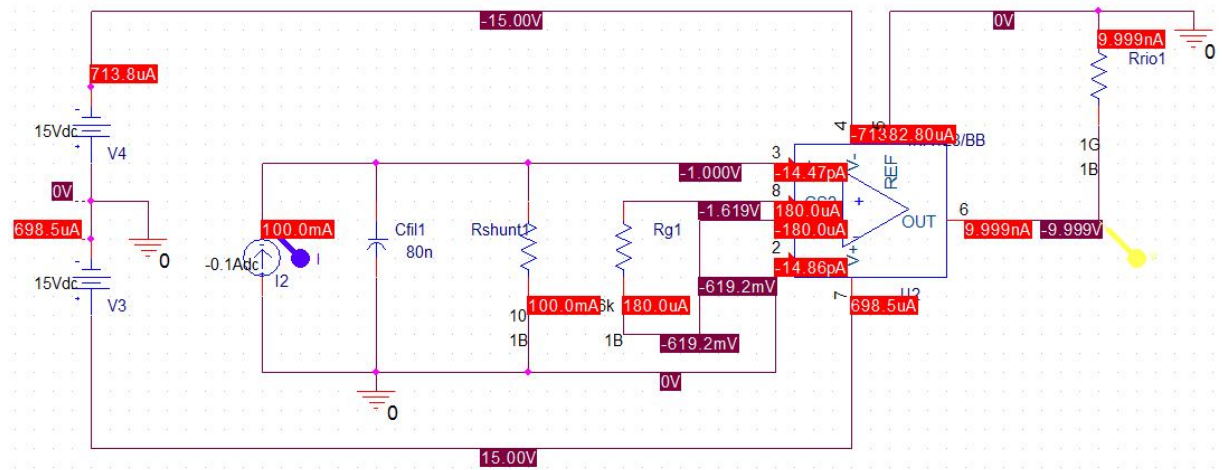 -15.00V
0V
9.999nA
0
Rrio1
713.8uA
15Vdc
V4
4
-71382.80uA
/BB
1G
1B
3
V-
REF
-1.000V
-14.47pA
0V
8
-1.619V
180.0uA
+
-180.0uA
OUT
6
9.999nA
-9.999V
698.5uA
0
100.0mA
Cfil1
80n
Rshunt1
Rg1
-0.1Adc
I2
I
2
-14.86pA
V+
-619.2mV
15Vdc
V3
10
1B
100.0mA
6k
1B
180.0uA
7
U2
698.5uA
-619.2mV
0V
0
15.00V